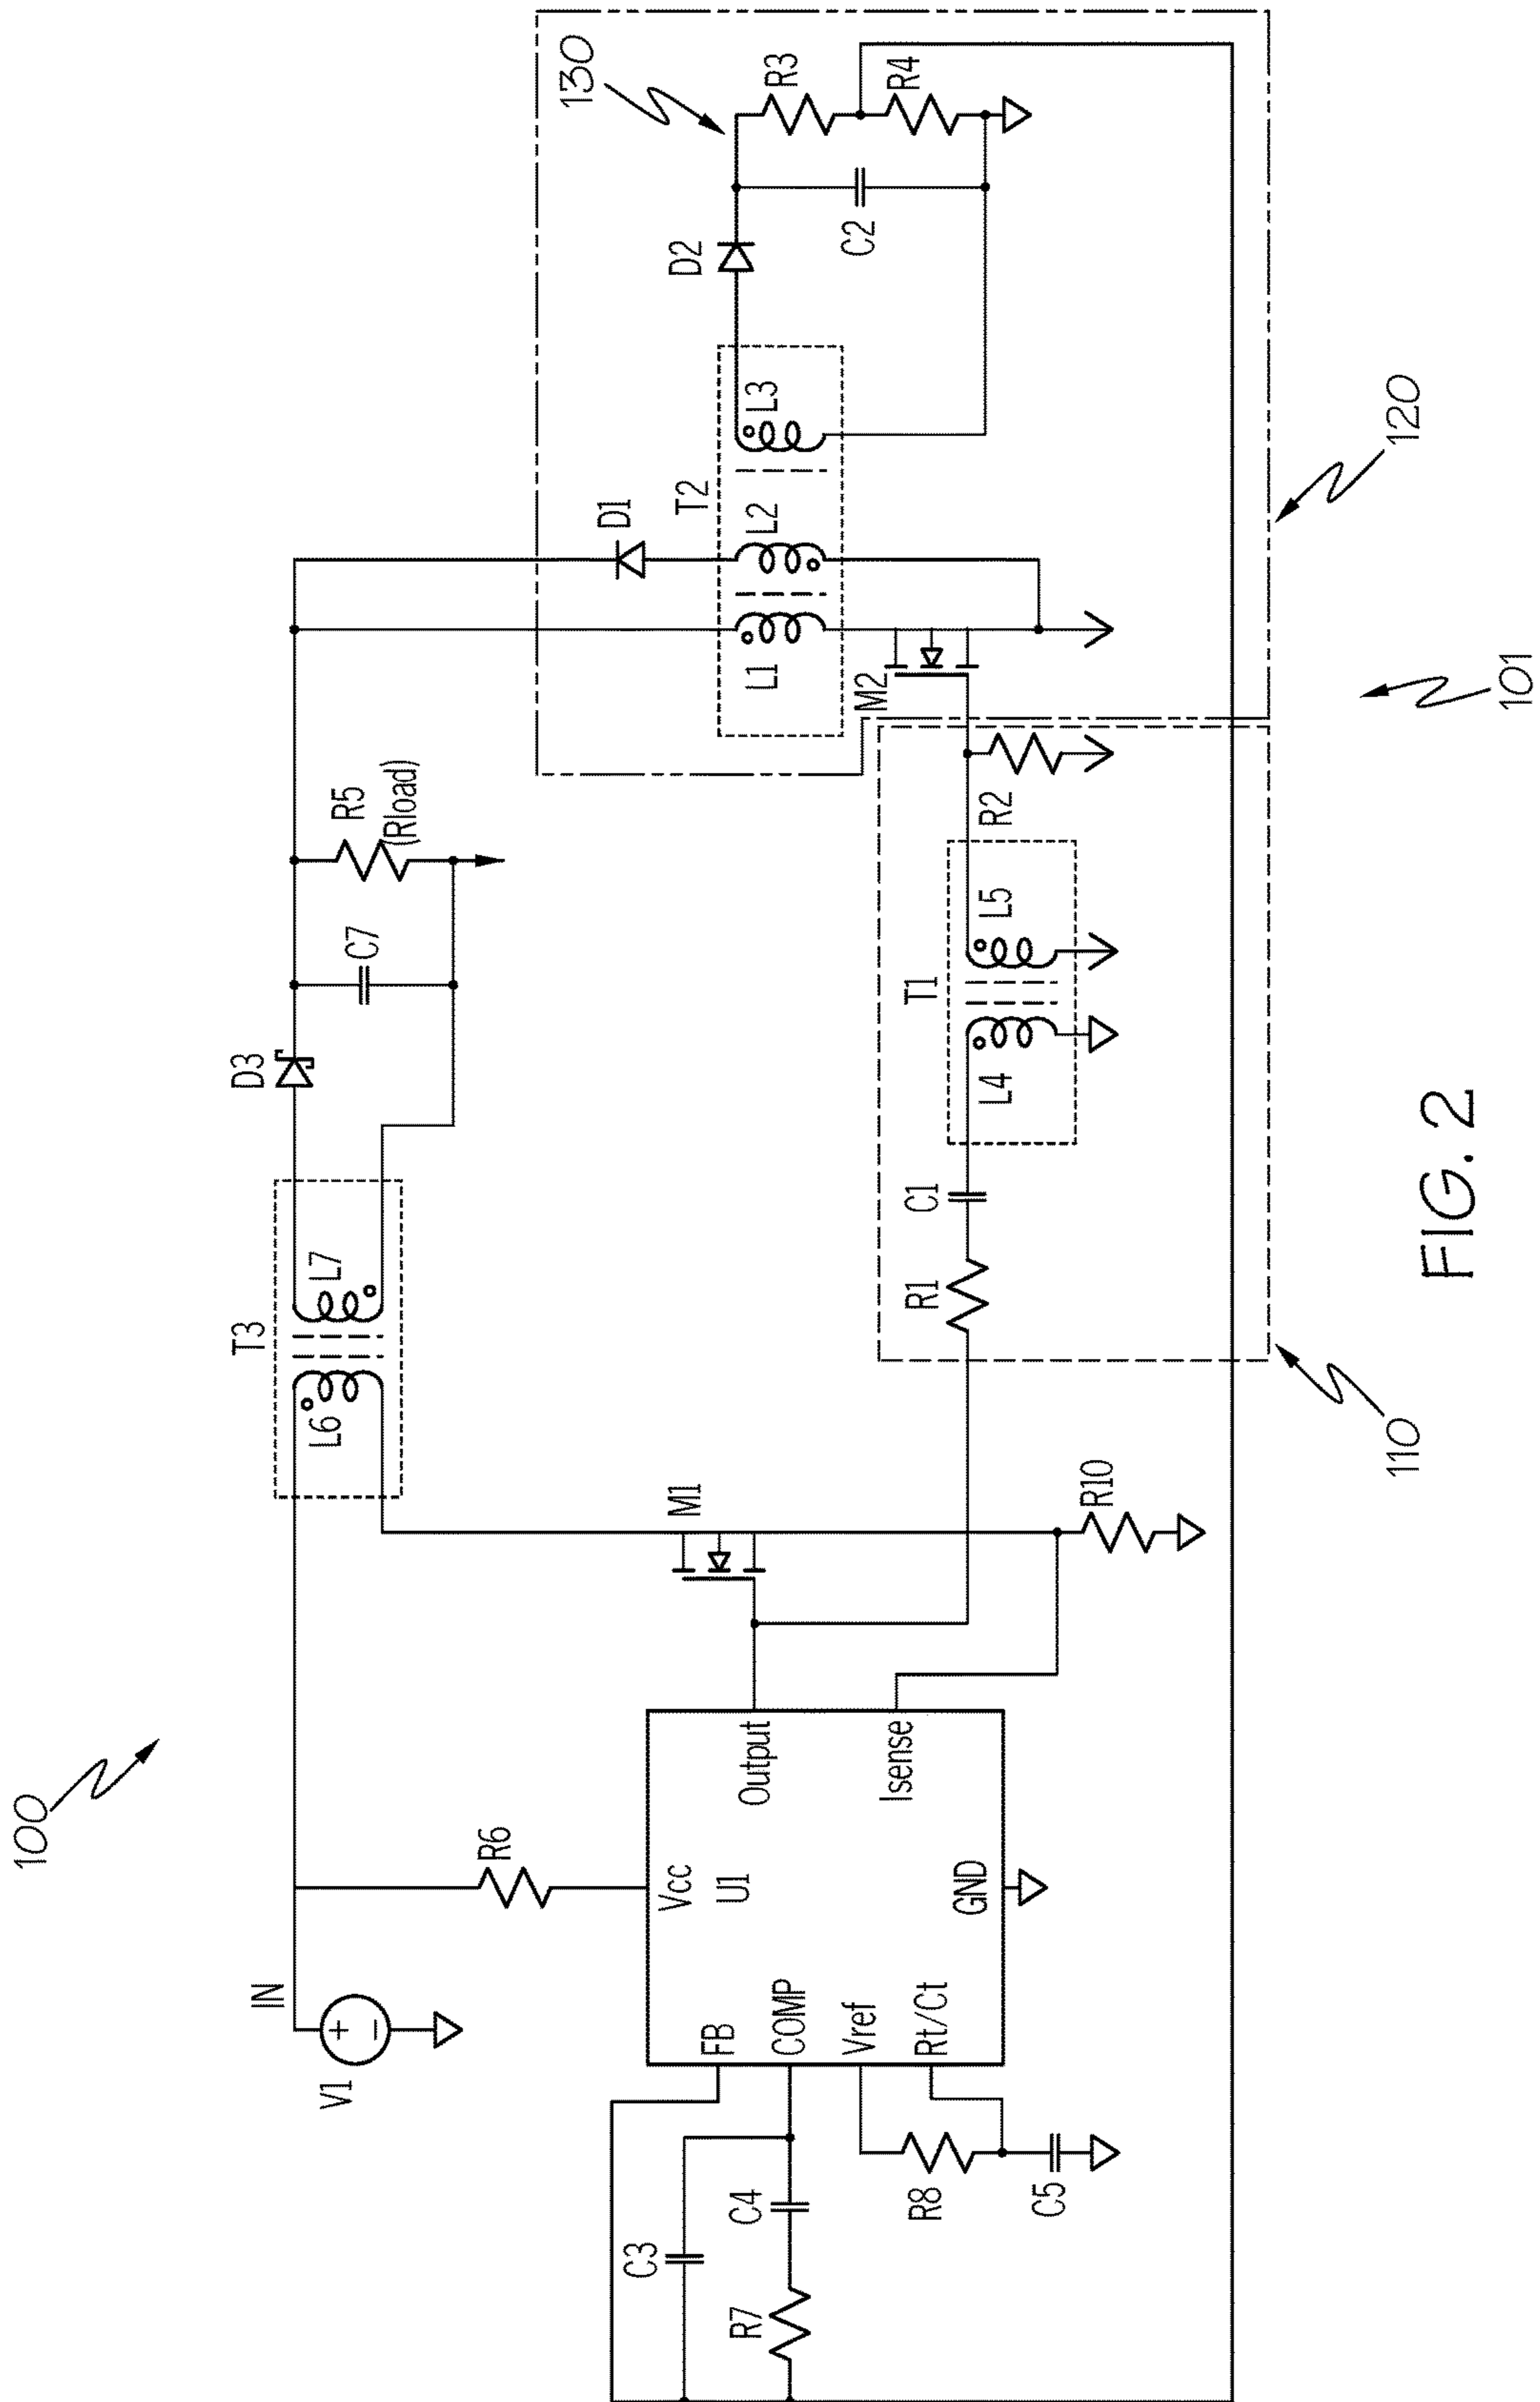 100
V1
IN
R6
T3
L6
L7
D3
C7
R5
(Rload)
FB
COMP
Vref
Rt/Ct
Vcc
U1
GND
Output
Isense
C3
C4
R7
R8
C5
M1
R10
R1
C1
T1
L4
L5
R2
110
M2
L1
T2
L2
L3
D1
D2
C2
R3
R4
130
120
101
FIG. 2